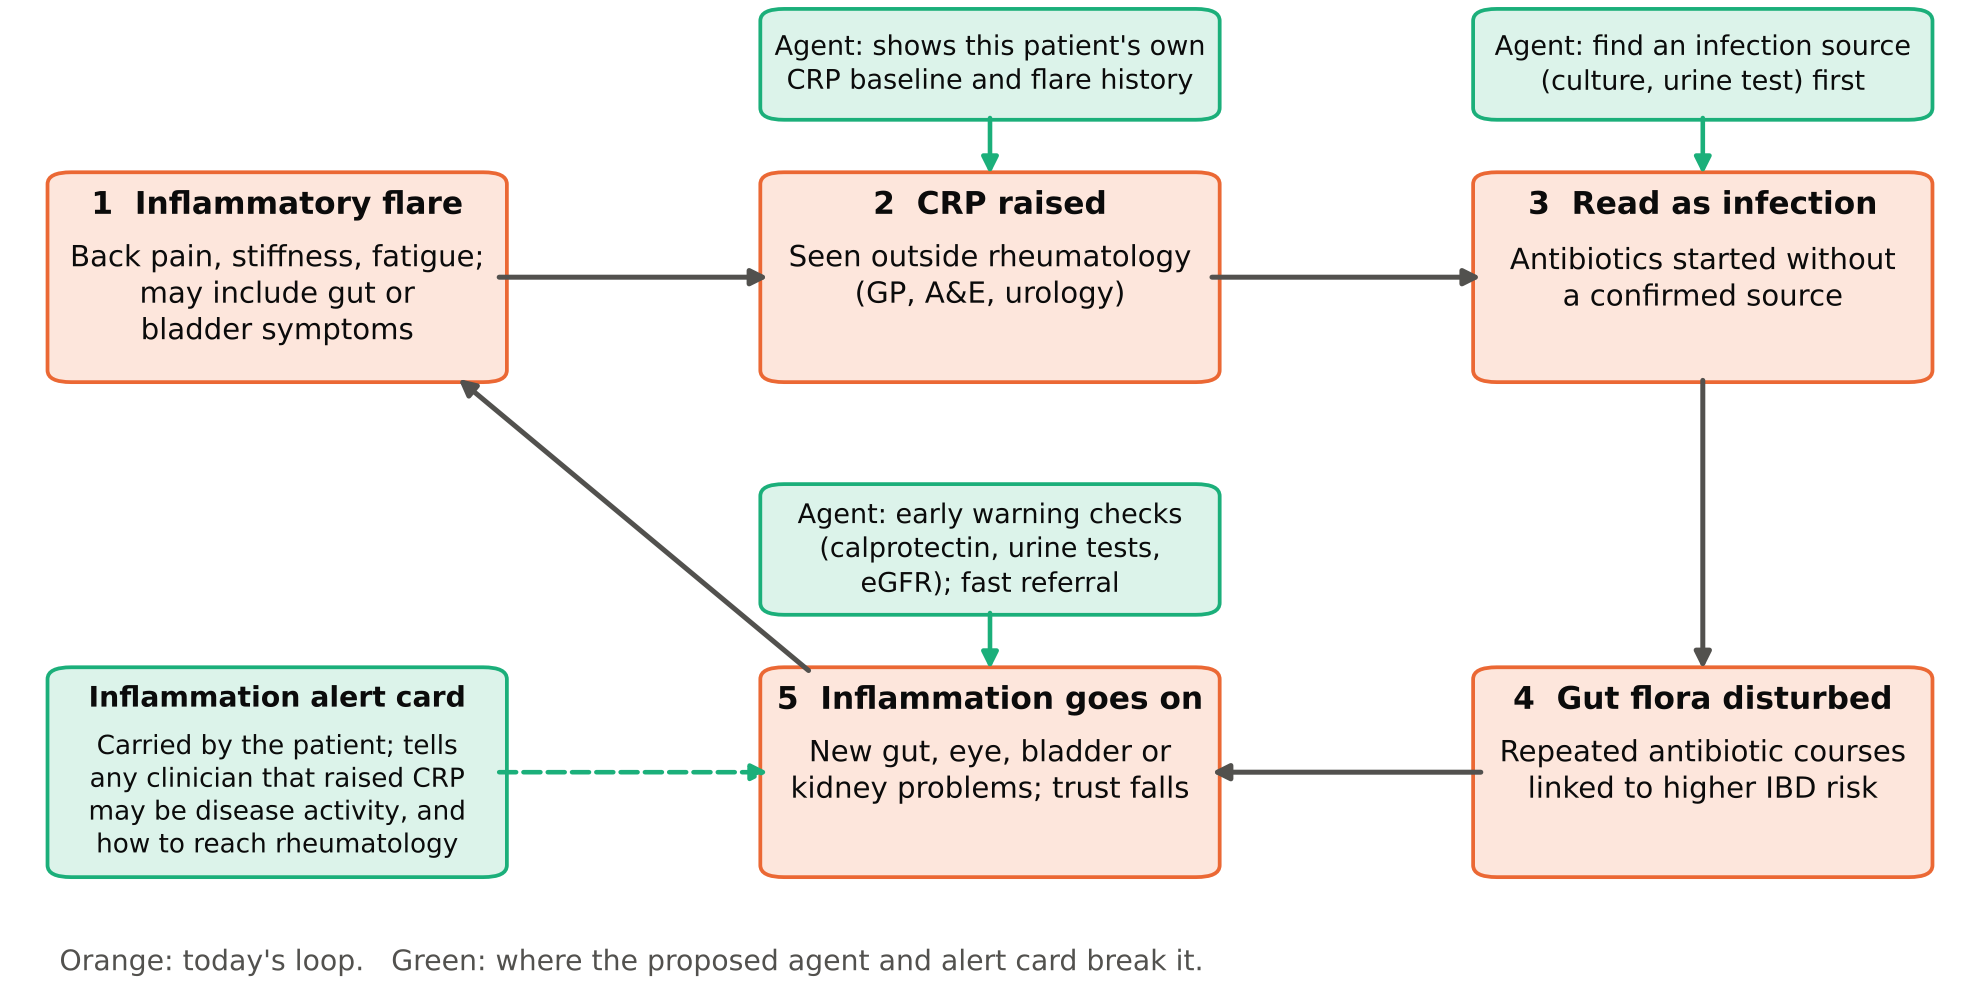 Agent: shows this patient's own
CRP baseline and flare history
Agent: find an infection source
(culture, urine test) first
1  Inflammatory flare
Back pain, stiffness, fatigue;
may include gut or
bladder symptoms
2  CRP raised
Seen outside rheumatology
(GP, A&E, urology)
3  Read as infection
Antibiotics started without
a confirmed source
Agent: early warning checks
(calprotectin, urine tests,
eGFR); fast referral
Inflammation alert card
Carried by the patient; tells
any clinician that raised CRP
may be disease activity, and
how to reach rheumatology
5  Inflammation goes on
New gut, eye, bladder or
kidney problems; trust falls
4  Gut flora disturbed
Repeated antibiotic courses
linked to higher IBD risk
Orange: today's loop.   Green: where the proposed agent and alert card break it.